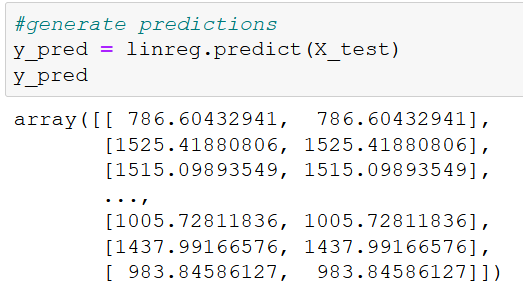 #generate predictions
y_pred = linreg.predict(X_test)
y_pred
array([[ 786.60432941,  786.60432941],
       [1525.41880806, 1525.41880806],
       [1515.09893549, 1515.09893549],
       ...,
       [1005.72811836, 1005.72811836],
       [1437.99166576, 1437.99166576],
       [ 983.84586127,  983.84586127]])